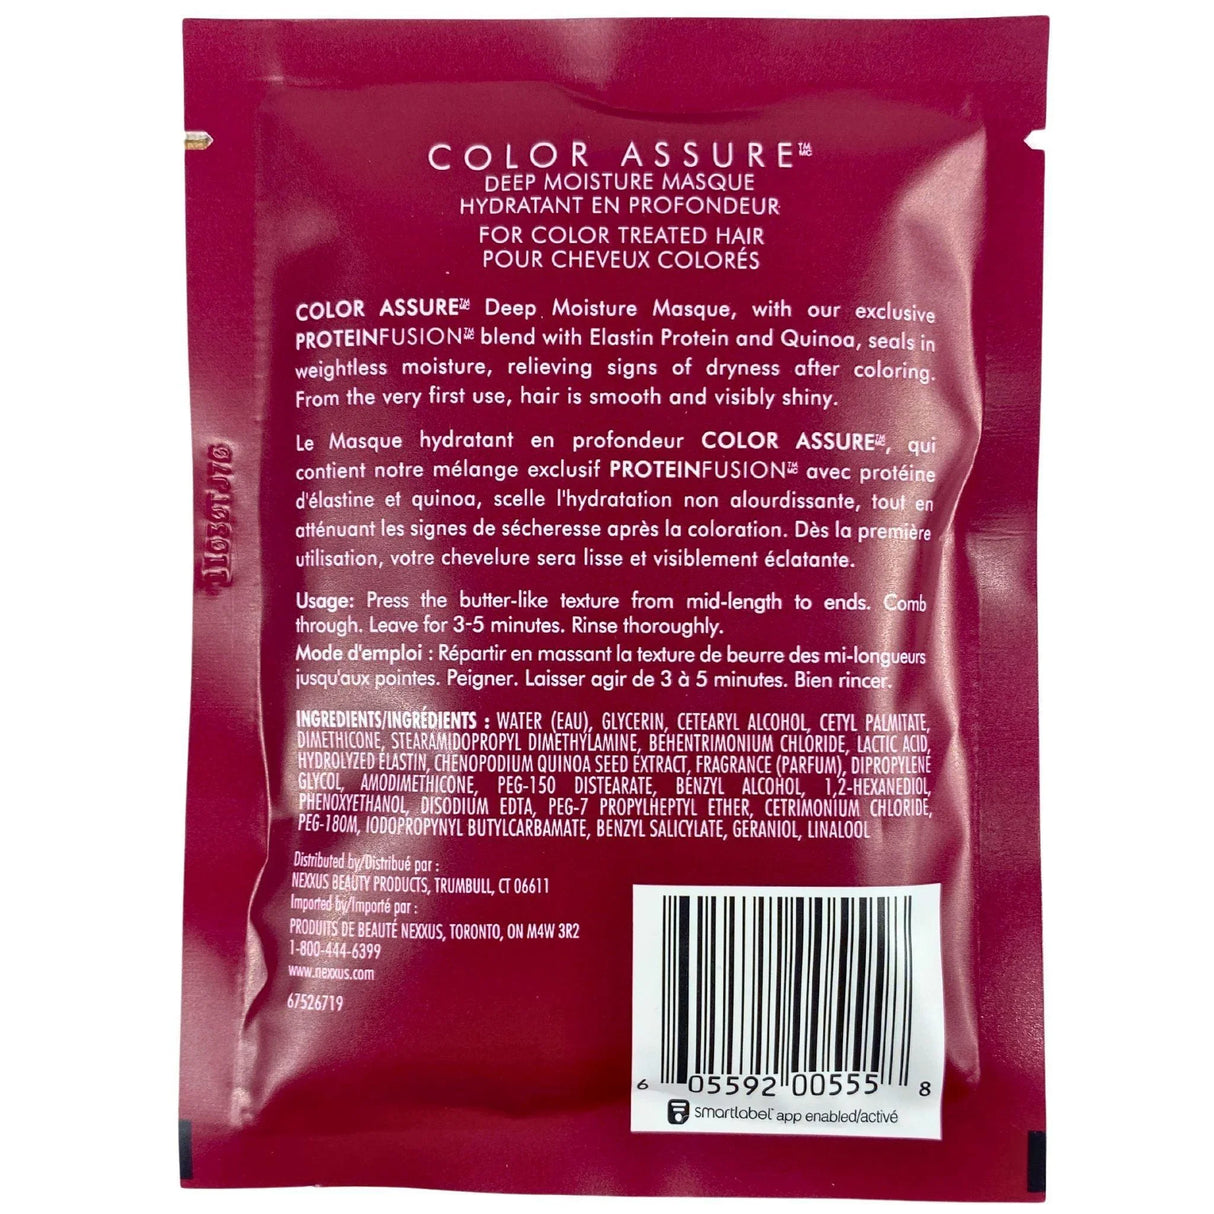 COLOR ASSURE™ MC
DEEP MOISTURE MASQUE
HYDRATANT EN PROFONDEUR
FOR COLOR TREATED HAIR
POUR CHEVEUX COLORÉS
COLOR ASSURE™ MC Deep Moisture Masque, with our exclusive
PROTEINFUSION™ MC blend with Elastin Protein and Quinoa, seals in
weightless moisture, relieving signs of dryness after coloring.
From the very first use, hair is smooth and visibly shiny.
Le Masque hydratant en profondeur COLOR ASSURE™ MC, qui
contient notre mélange exclusif PROTEINFUSION™ MC avec protéine
d'élastine et quinoa, scelle l'hydratation non alourdissante, tout en
atténuant les signes de sécheresse après la coloration. Dès la première
utilisation, votre chevelure sera lisse et visiblement éclatante.
Usage: Press the butter-like texture from mid-length to ends. Comb
through. Leave for 3-5 minutes. Rinse thoroughly.
Mode d'emploi : Répartir en massant la texture de beurre des mi-longueurs
jusqu'aux pointes. Peigner. Laisser agir de 3 à 5 minutes. Bien rincer.
INGREDIENTS/INGRÉDIENTS : WATER (EAU), GLYCERIN, CETEARYL ALCOHOL, CETYL PALMITATE,
DIMETHICONE, STEARAMIDOPROPYL DIMETHYLAMINE, BEHENTRIMONIUM CHLORIDE, LACTIC ACID,
HYDROLYZED ELASTIN, CHENOPODIUM QUINOA SEED EXTRACT, FRAGRANCE (PARFUM), DIPROPYLENE
GLYCOL, AMODIMETHICONE, PEG-150 DISTEARATE, BENZYL ALCOHOL, 1,2-HEXANEDIOL,
PHENOXYETHANOL, DISODIUM EDTA, PEG-7 PROPYLHEPTYL ETHER, CETRIMONIUM CHLORIDE,
PEG-180M, IODOPROPYNYL BUTYLCARBAMATE, BENZYL SALICYLATE, GERANIOL, LINALOOL
Distributed by/Distribué par :
NEXXUS BEAUTY PRODUCTS, TRUMBULL, CT 06611
Imported by/Importé par :
PRODUITS DE BEAUTÉ NEXXUS, TORONTO, ON M4W 3R2
1-800-444-6399
www.nexxus.com
67526719
6 05592 00555 8
smartlabel™ app enabled/activé